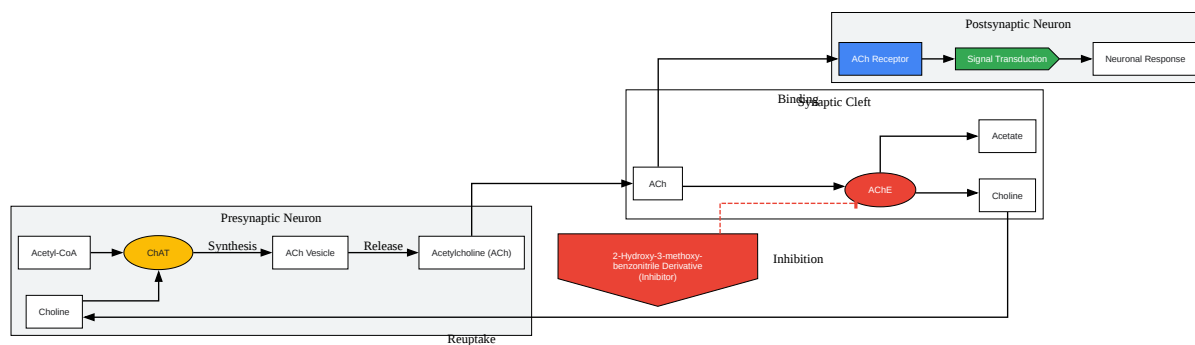 Postsynaptic Neuron
ACh Receptor
Signal Transduction
Neuronal Response
Binding
Synaptic Cleft
Acetate
ACh
AChE
Choline
Presynaptic Neuron
Acetyl-CoA
ChAT
Synthesis
ACh Vesicle
Release
Acetylcholine (ACh)
Choline
2-Hydroxy-3-methoxy-
benzonitrile Derivative
(Inhibitor)
Inhibition
Reuptake